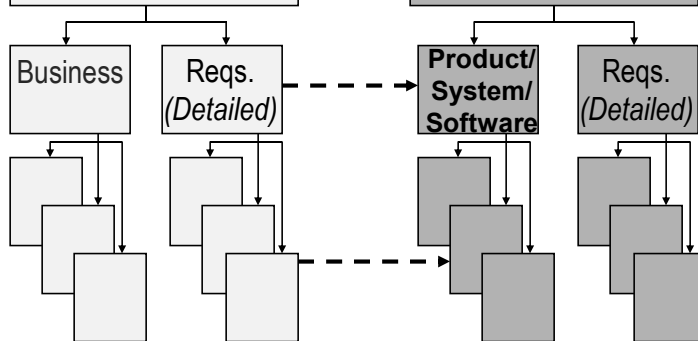 Business
Reqs.
(Detailed)
Product/
System/
Software
Reqs.
(Detailed)